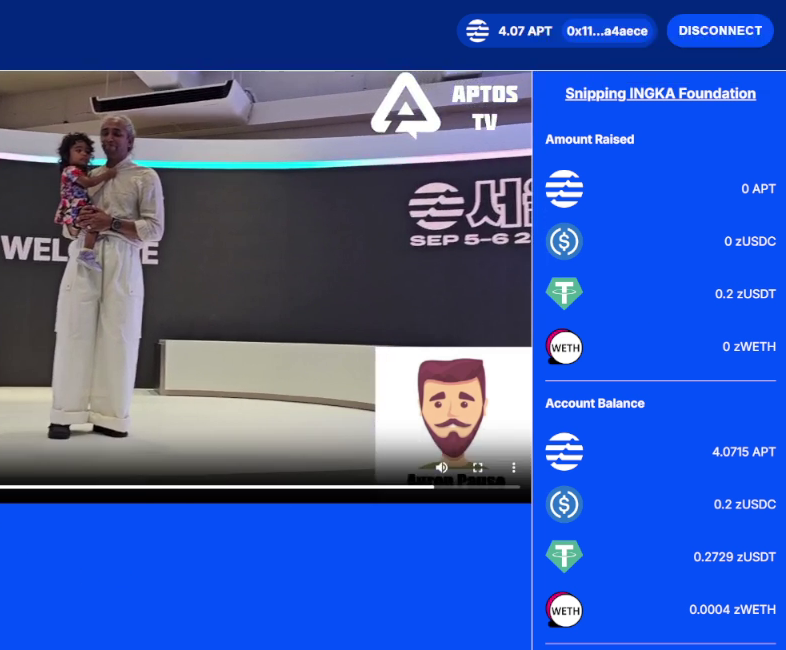 4.07 APT 0x11...a4aece DISCONNECT
APTOS
TV
WEL E
서
SEP 5-6 2
Snipping INGKA Foundation
Amount Raised
0 APT
0 zUSDC
0.2 zUSDT
WETH 0 zWETH
Account Balance
4.0715 APT
0.2 zUSDC
0.2729 zUSDT
WETH 0.0004 zWETH